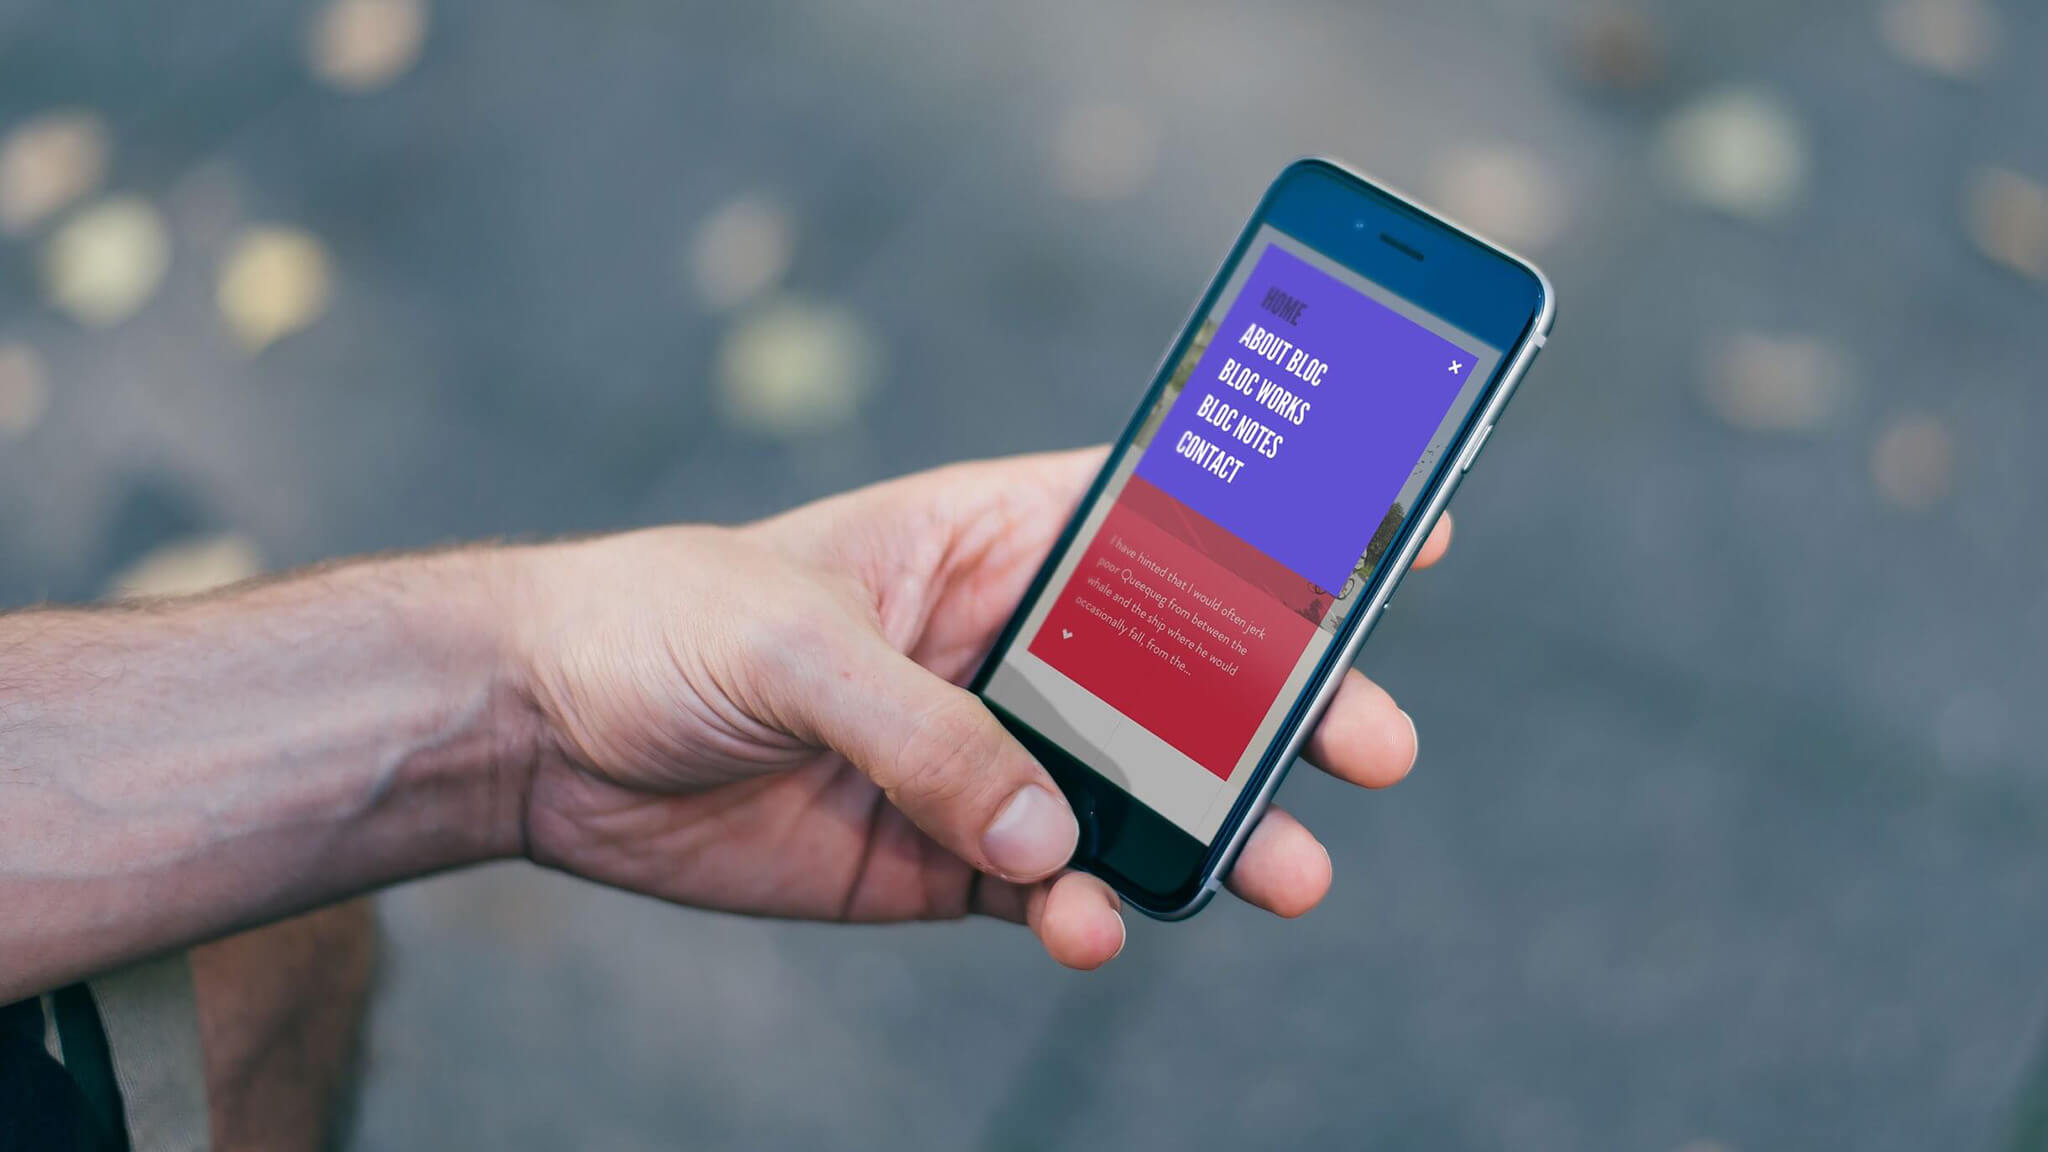 HOME
ABOUT BLOC
BLOC WORKS
BLOC NOTES
CONTACT
I have hinted that I would often jerk
poor Queequeg from between the
whale and the ship where he would
occasionally fall, from the...